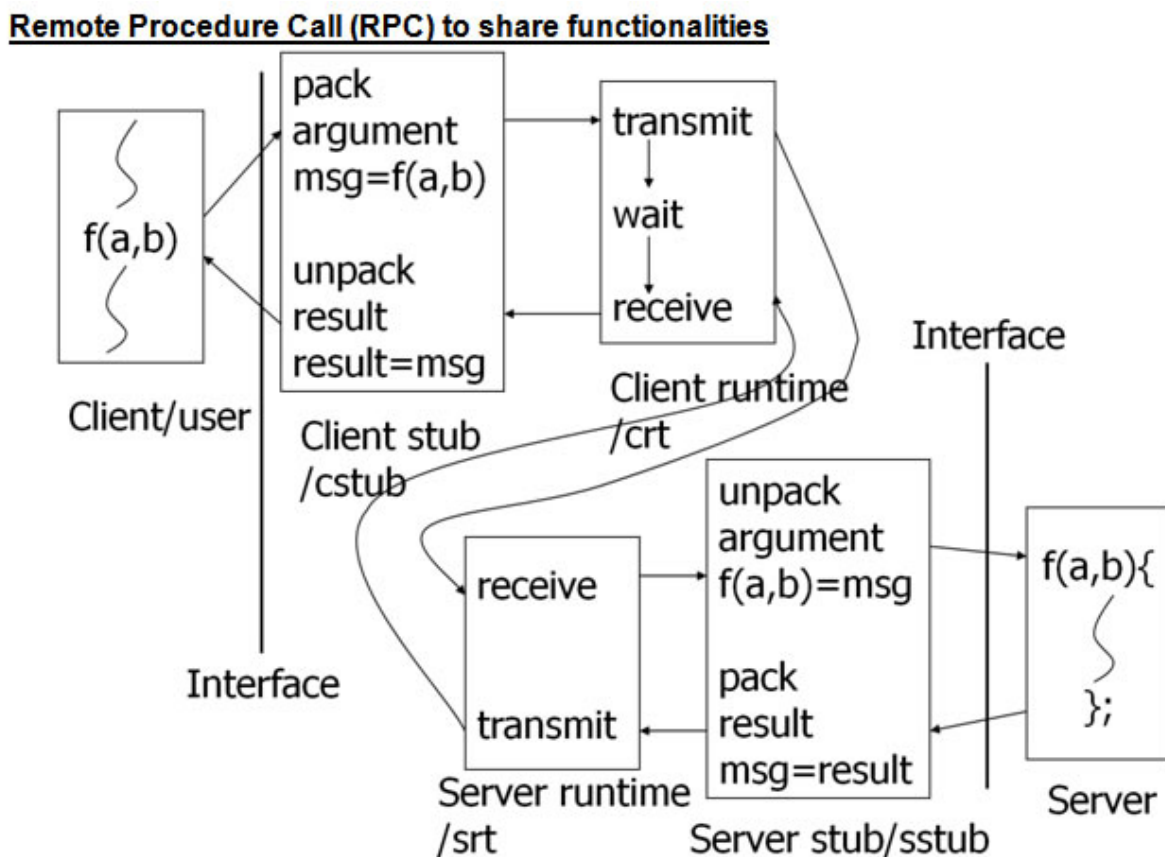 Remote Procedure Call (RPC) to share functionalities
f(a,b)
Client/user
Interface
pack
argument
msg=f(a,b)
unpack
result
result=msg
Client stub
/cstub
transmit
wait
receive
Client runtime
/crt
receive
transmit
Server runtime
/srt
unpack
argument
f(a,b)=msg
pack
result
msg=result
Server stub/sstub
Interface
f(a,b){
};
Server